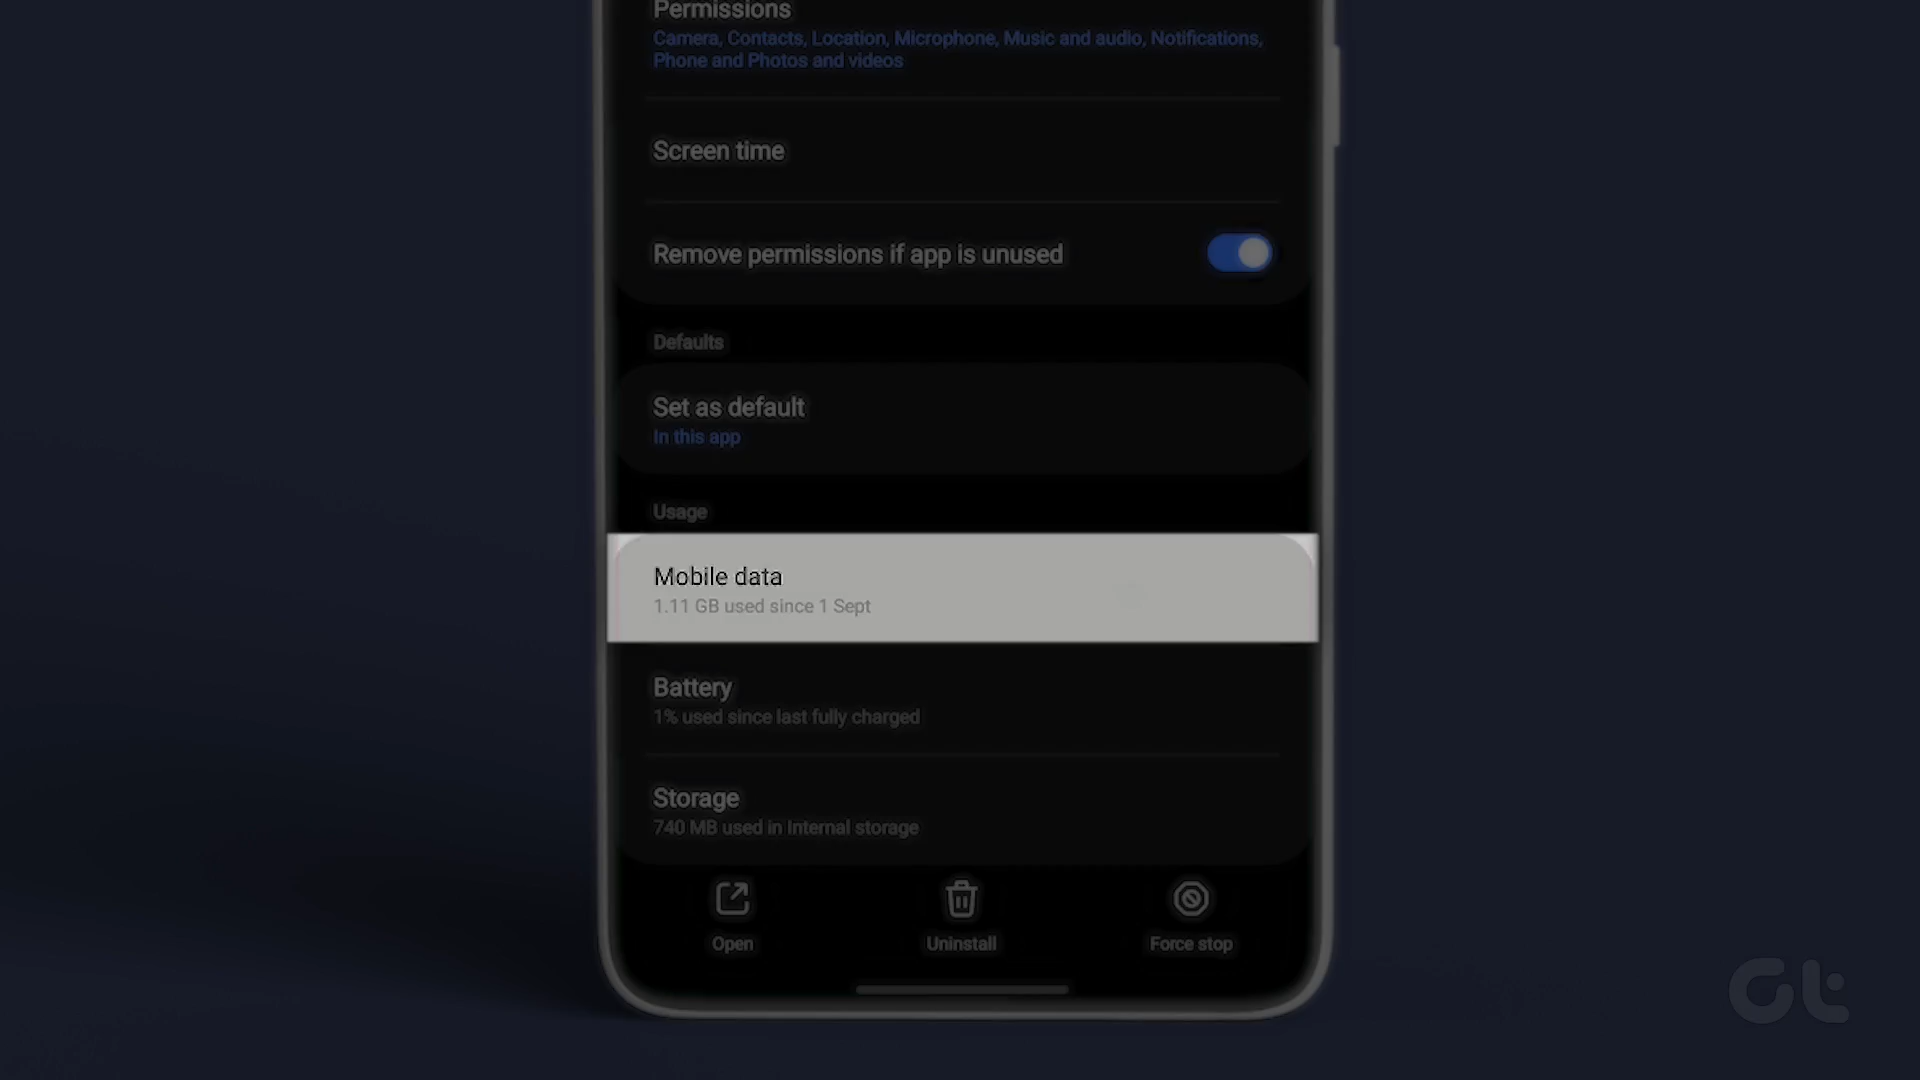 Permissions
Camera, Contacts, Location, Microphone, Music and audio, Notifications,
Phone and Photos and videos
Screen time
Remove permissions if app is unused
Defaults
Set as default
In this app
Usage
Mobile data
1.11 GB used since 1 Sept
Battery
1% used since last fully charged
Storage
740 MB used in Internal storage
Open
Uninstall
Force stop
Gt